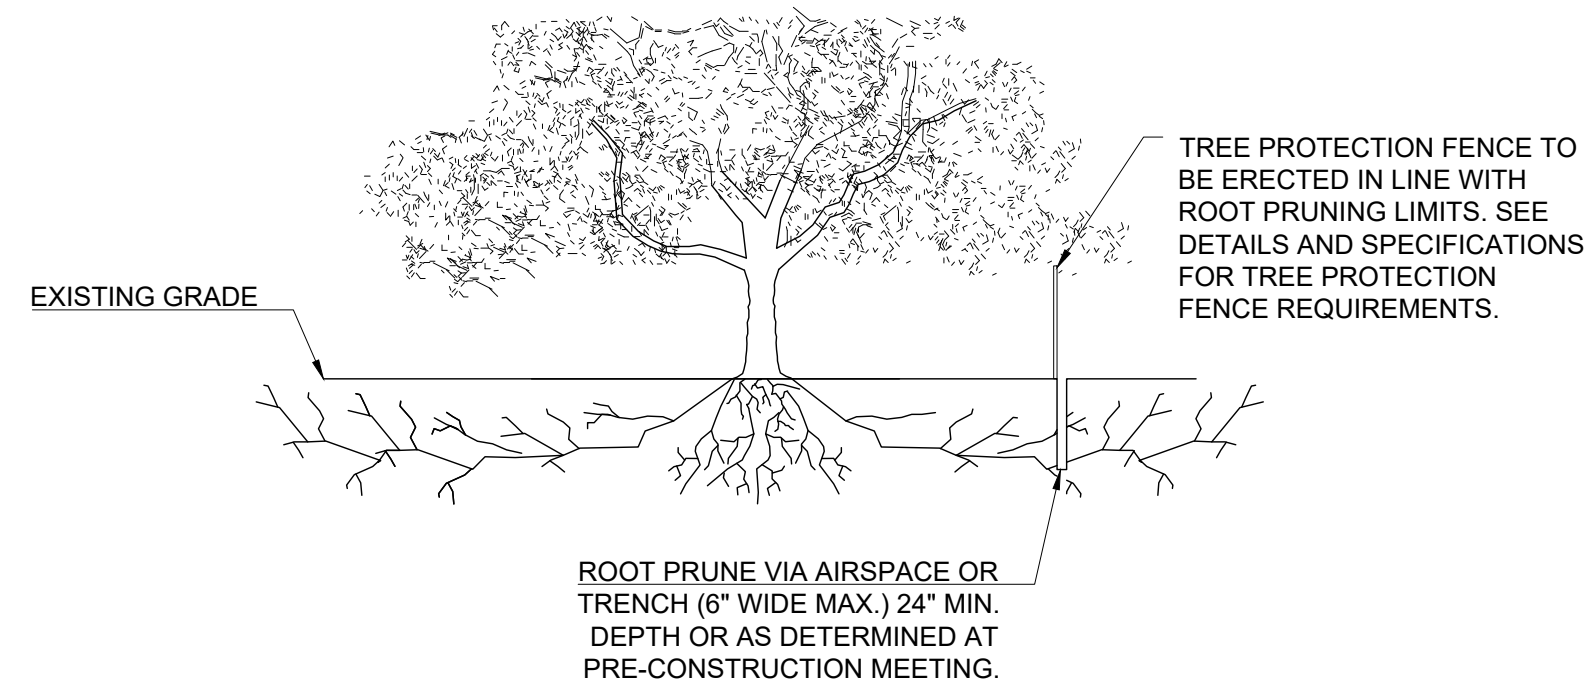 TREE PROTECTION FENCE TO
BE ERECTED IN LINE WITH
ROOT PRUNING LIMITS. SEE
DETAILS AND SPECIFICATIONS
FOR TREE PROTECTION
FENCE REQUIREMENTS.
EXISTING GRADE
ROOT PRUNE VIA AIRSPACE OR
TRENCH (6" WIDE MAX.) 24" MIN.
DEPTH OR AS DETERMINED AT
PRE-CONSTRUCTION MEETING.